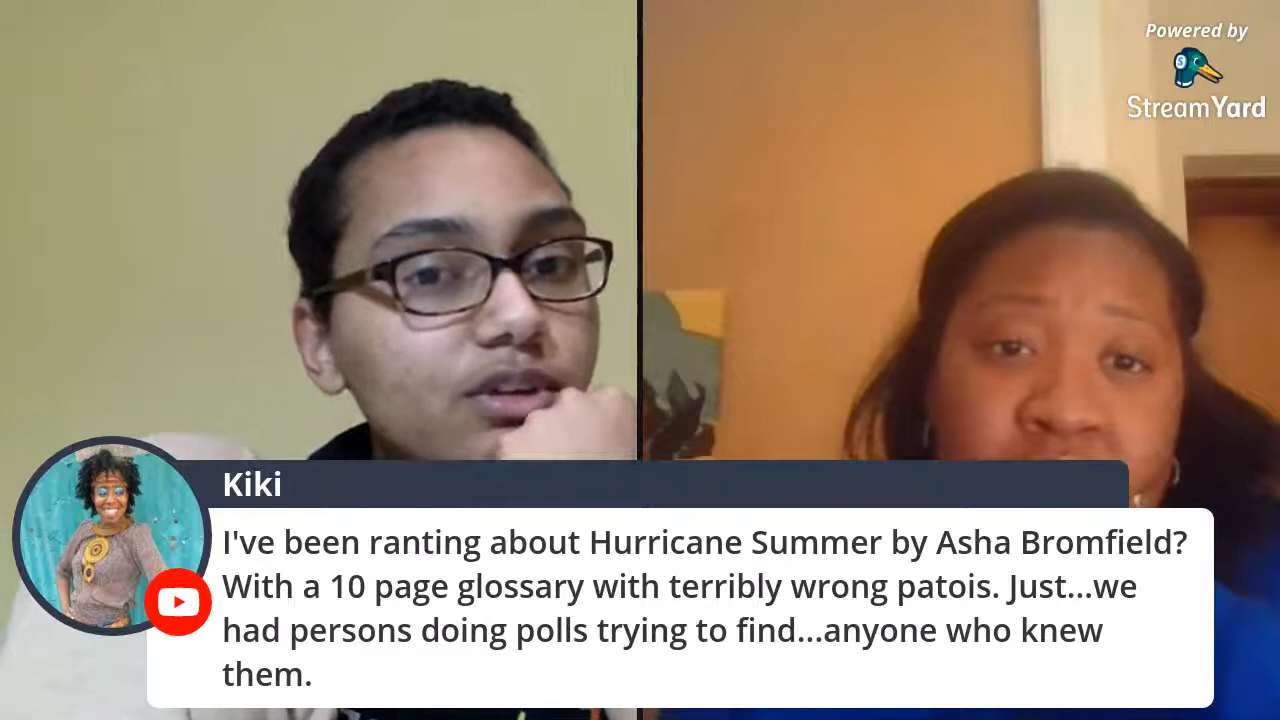 Powered by
StreamYard
Kiki
I've been ranting about Hurricane Summer by Asha Bromfield?
With a 10 page glossary with terribly wrong patois. Just...we
had persons doing polls trying to find...anyone who knew
them.